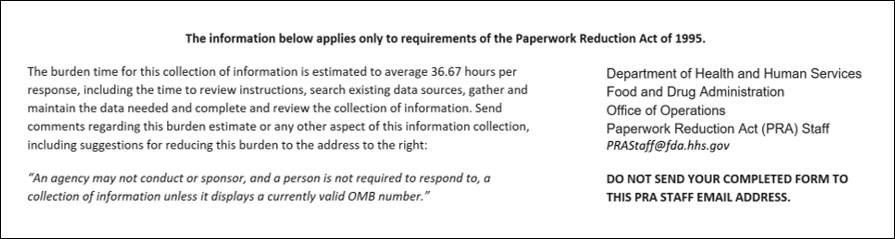 The information below applies only to requirements of the Paperwork Reduction Act of 1995.
The burden time for this collection of information is estimated to average 36.67 hours per
response, including the time to review instructions, search existing data sources, gather and
maintain the data needed and complete and review the collection of information. Send
comments regarding this burden estimate or any other aspect of this information collection,
including suggestions for reducing this burden to the address to the right:
“An agency may not conduct or sponsor, and a person is not required to respond to, a
collection of information unless it displays a currently valid OMB number.”
Department of Health and Human Services
Food and Drug Administration
Office of Operations
Paperwork Reduction Act (PRA) Staff
PRAStaff@fda.hhs.gov
DO NOT SEND YOUR COMPLETED FORM TO
THIS PRA STAFF EMAIL ADDRESS.